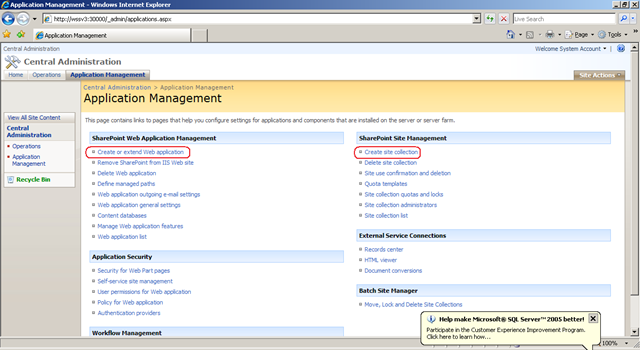 Application Management - Windows Internet Explorer
http://wssv3:30000/_admin/applications.aspx
Live Search
Application Management
Page
Tools
Central Administration
Welcome System Account
Central Administration
Home
Operations
Application Management
Site Actions
Central Administration > Application Management
Application Management
View All Site Content
Central Administration
Operations
Application Management
Recycle Bin
This page contains links to pages that help you configure settings for applications and components that are installed on the server or server farm.
SharePoint Web Application Management
Create or extend Web application
Remove SharePoint from IIS Web site
Delete Web application
Define managed paths
Web application outgoing e-mail settings
Web application general settings
Content databases
Manage Web application features
Web application list
Application Security
Security for Web Part pages
Self-service site management
User permissions for Web application
Policy for Web application
Authentication providers
Workflow Management
SharePoint Site Management
Create site collection
Delete site collection
Site use confirmation and deletion
Quota templates
Site collection quotas and locks
Site collection administrators
Site collection list
External Service Connections
Records center
HTML viewer
Document conversions
Batch Site Manager
Move, Lock and Delete Site Collections
Help make Microsoft® SQL Server™ 2005 better!
Participate in the Customer Experience Improvement Program.
Click here to learn how...
100%